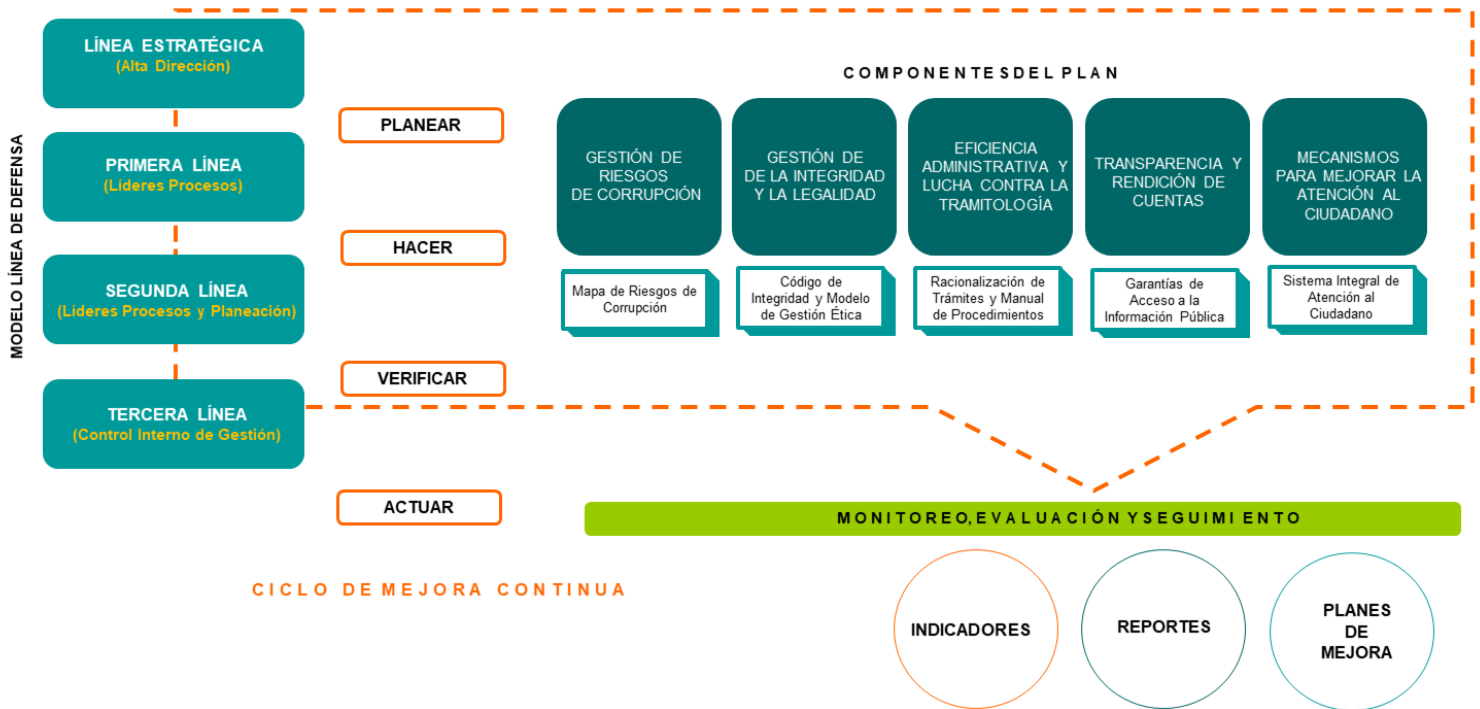 MODELO LÍNEA DE DEFENSA
LÍNEA ESTRATÉGICA
(Alta Dirección)
PRIMERA LÍNEA
(Líderes Procesos)
SEGUNDA LÍNEA
(Líderes Procesos y Planeación)
TERCERA LÍNEA
(Control Interno de Gestión)
PLANEAR
HACER
VERIFICAR
ACTUAR
CICLO DE MEJORA CONTINUA
COMPONENTES DEL PLAN
GESTIÓN DE
RIESGOS
DE CORRUPCIÓN
GESTIÓN DE
DE LA INTEGRIDAD
Y LA LEGALIDAD
EFICIENCIA
ADMINISTRATIVA Y
LUCHA CONTRA LA
TRAMITOLOGÍA
TRANSPARENCIA Y
RENDICIÓN DE
CUENTAS
MECANISMOS
PARA MEJORAR LA
ATENCIÓN AL
CIUDADANO
Mapa de Riesgos de
Corrupción
Código de
Integridad y Modelo
de Gestión Ética
Racionalización de
Trámites y Manual
de Procedimientos
Garantías de
Acceso a la
Información Pública
Sistema Integral de
Atención al
Ciudadano
MONITOREO, EVALUACIÓN Y SEGUIMIENTO
INDICADORES
REPORTES
PLANES
DE
MEJORA